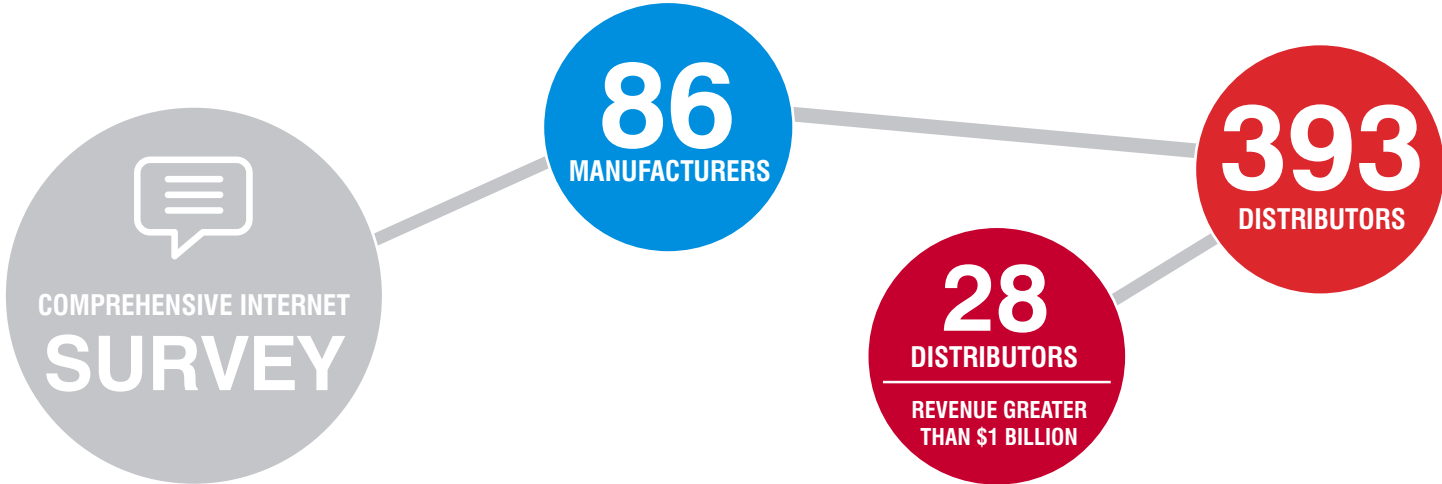 COMPREHENSIVE INTERNET
SURVEY
86
MANUFACTURERS
393
DISTRIBUTORS
28
DISTRIBUTORS
REVENUE GREATER
THAN $1 BILLION